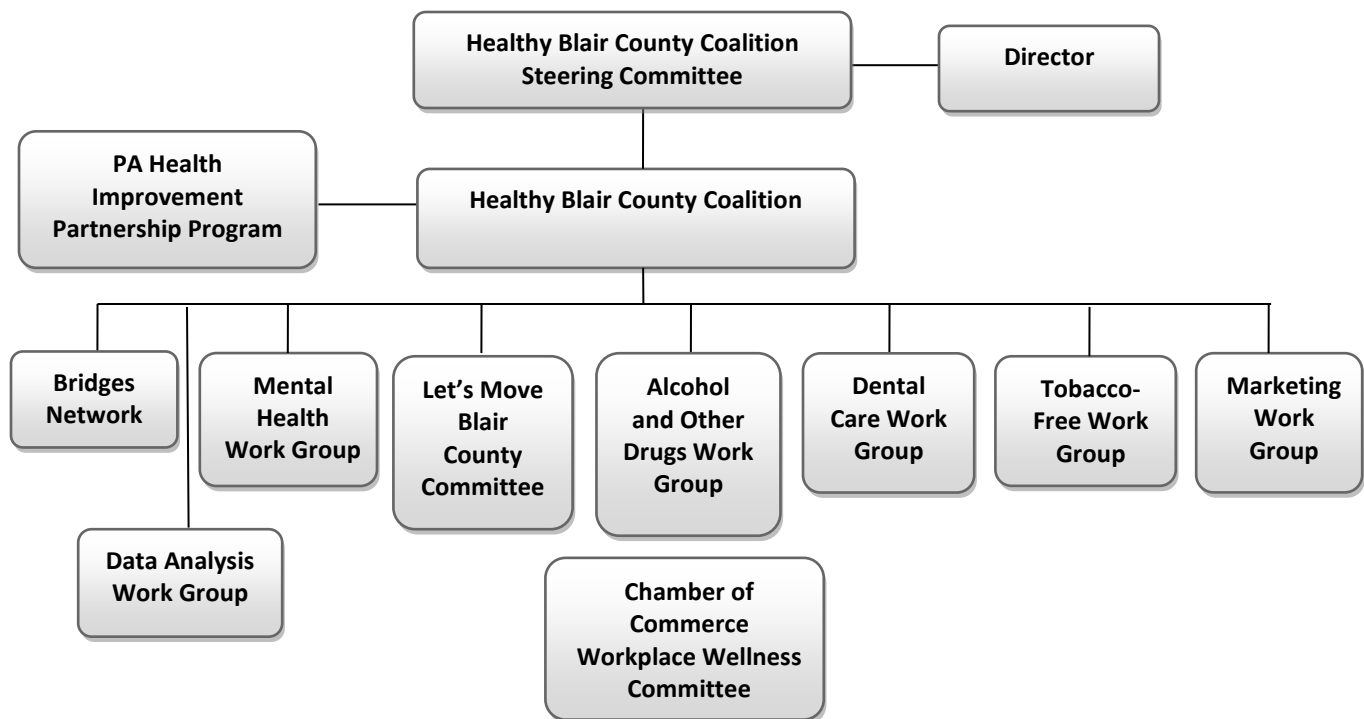 Healthy Blair County Coalition
Steering Committee
Director
PA Health
Improvement
Partnership Program
Healthy Blair County Coalition
Bridges
Network
Mental
Health
Work Group
Let’s Move
Blair
County
Committee
Alcohol
and Other
Drugs Work
Group
Dental
Care Work
Group
Tobacco-
Free Work
Group
Marketing
Work
Group
Data Analysis
Work Group
Chamber of
Commerce
Workplace Wellness
Committee